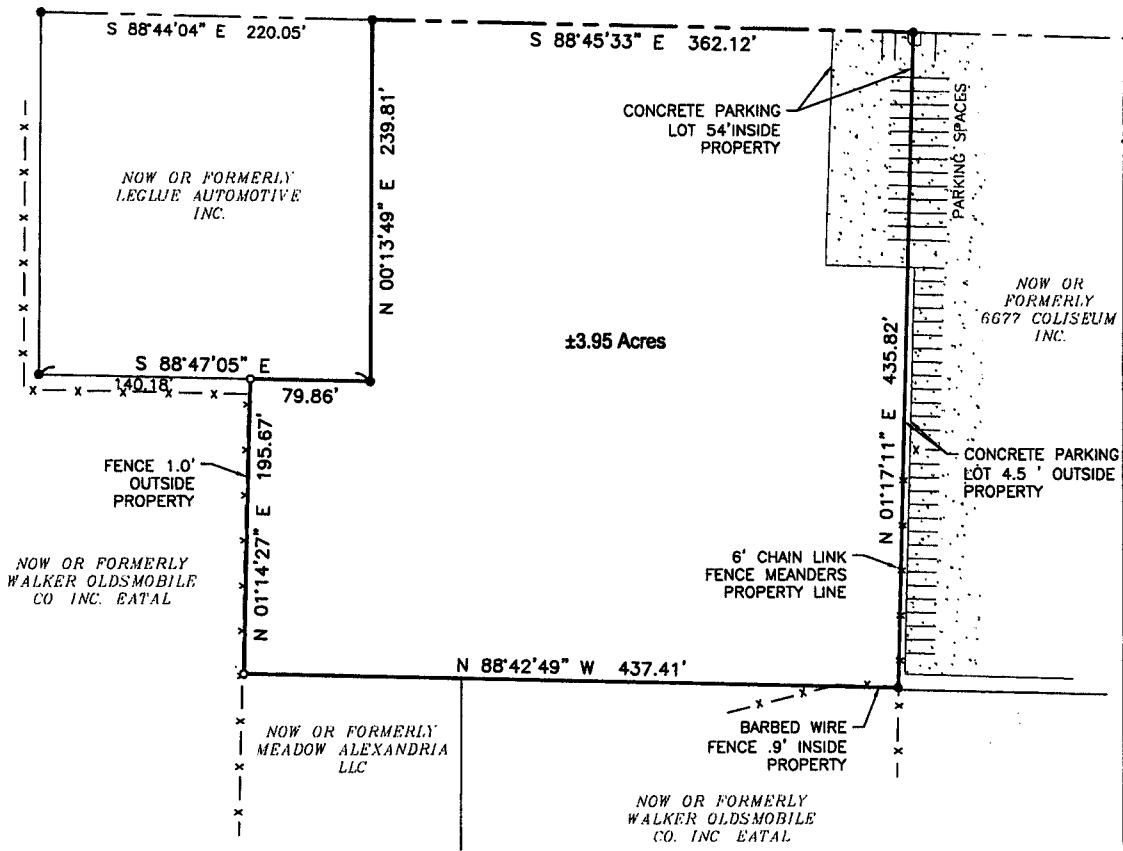 S 88°44'04" E 220.05'
S 88°45'33" E 362.12'
CONCRETE PARKING
LOT 54'INSIDE
PROPERTY
PARKING SPACES
N 00°13'49" E 239.81'
NOW OR FORMERLY
LEGLUE AUTOMOTIVE
INC.
NOW OR
FORMERLY
6677 COLISEUM
INC.
±3.95 Acres
S 88°47'05" E
140.18'
79.86'
N 01°17'11" E 435.82'
FENCE 1.0'
OUTSIDE
PROPERTY
N 01°14'27" E 195.67'
CONCRETE PARKING
LOT 4.5 ' OUTSIDE
PROPERTY
NOW OR FORMERLY
WALKER OLDSMOBILE
CO INC. EATAL
6' CHAIN LINK
FENCE MEANDERS
PROPERTY LINE
N 88°42'49" W 437.41'
NOW OR FORMERLY
MEADOW ALEXANDRIA
LLC
BARBED WIRE
FENCE .9' INSIDE
PROPERTY
NOW OR FORMERLY
WALKER OLDSMOBILE
CO. INC EATAL